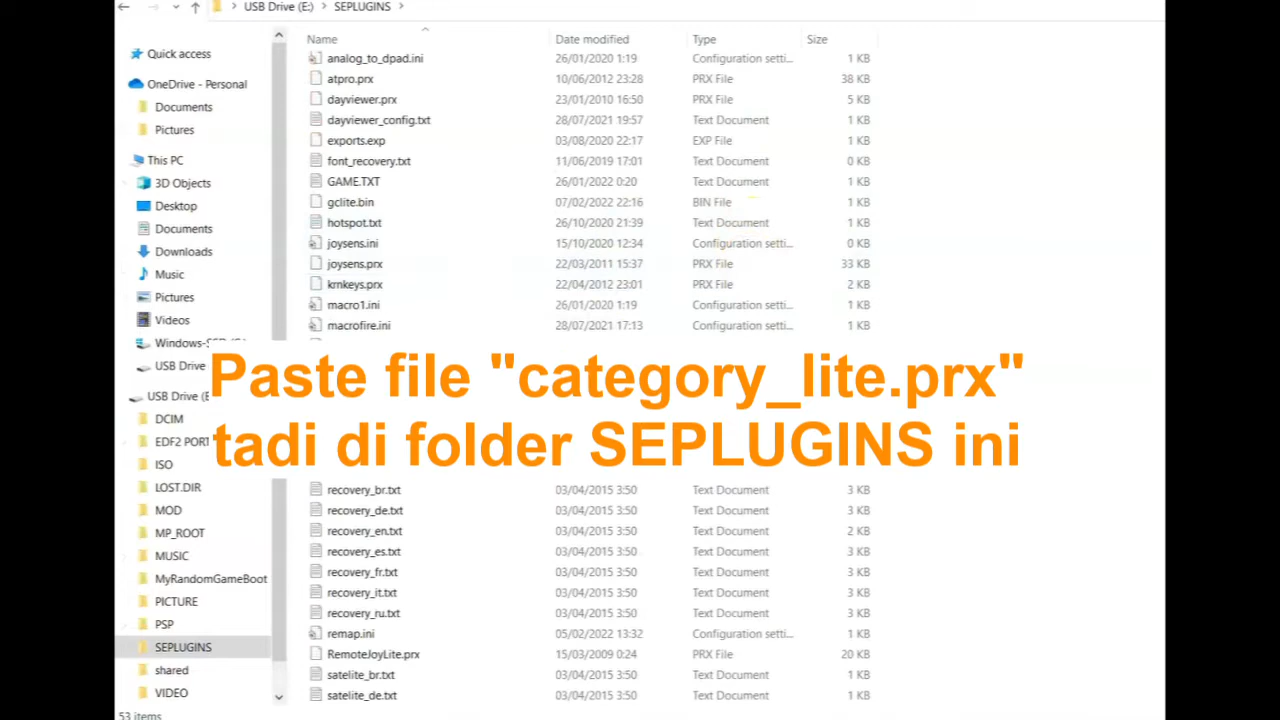 USB Drive (E:) SEPLUGINS
Name Date modified Type Size
Quick access
OneDrive - Personal
Documents
Pictures
This PC
3D Objects
Desktop
Documents
Downloads
Music
Pictures
Videos
USB Drive
USB Drive (E
DCIM
EDF2 PORT
ISO
LOST.DIR
MOD
MP_ROOT
MUSIC
MyRandomGameBoot
PICTURE
PSP
SEPLUGINS
shared
VIDEO
53 items
analog_to_dpad.ini 26/01/2020 1:19 Configuration setti... 1 KB
atpro.prx 10/06/2012 23:28 PRX File 38 KB
dayviewer.prx 23/01/2010 16:50 PRX File 5 KB
dayviewer_config.txt 28/07/2021 19:57 Text Document 1 KB
exports.exp 03/08/2020 22:17 EXP File 1 KB
font_recovery.txt 11/06/2019 17:01 Text Document 0 KB
GAME.TXT 26/01/2022 0:20 Text Document 1 KB
gclite.bin 07/02/2022 22:16 BIN File 1 KB
hotspot.txt 26/10/2020 21:39 Text Document 1 KB
joysens.ini 15/10/2020 12:34 Configuration setti... 0 KB
joysens.prx 22/03/2011 15:37 PRX File 33 KB
krnkeys.prx 22/04/2012 23:01 PRX File 2 KB
macro1.ini 26/01/2020 1:19 Configuration setti... 1 KB
macrofire.ini 28/07/2021 17:13 Configuration setti... 1 KB
Paste file "category_lite.prx"
tadi di folder SEPLUGINS ini
recovery_br.txt 03/04/2015 3:50 Text Document 3 KB
recovery_de.txt 03/04/2015 3:50 Text Document 3 KB
recovery_en.txt 03/04/2015 3:50 Text Document 2 KB
recovery_es.txt 03/04/2015 3:50 Text Document 3 KB
recovery_fr.txt 03/04/2015 3:50 Text Document 3 KB
recovery_it.txt 03/04/2015 3:50 Text Document 3 KB
recovery_ru.txt 03/04/2015 3:50 Text Document 3 KB
remap.ini 05/02/2022 13:32 Configuration setti... 1 KB
RemoteJoyLite.prx 15/03/2009 0:24 PRX File 20 KB
satelite_br.txt 03/04/2015 3:50 Text Document 1 KB
satelite_de.txt 03/04/2015 3:50 Text Document 1 KB